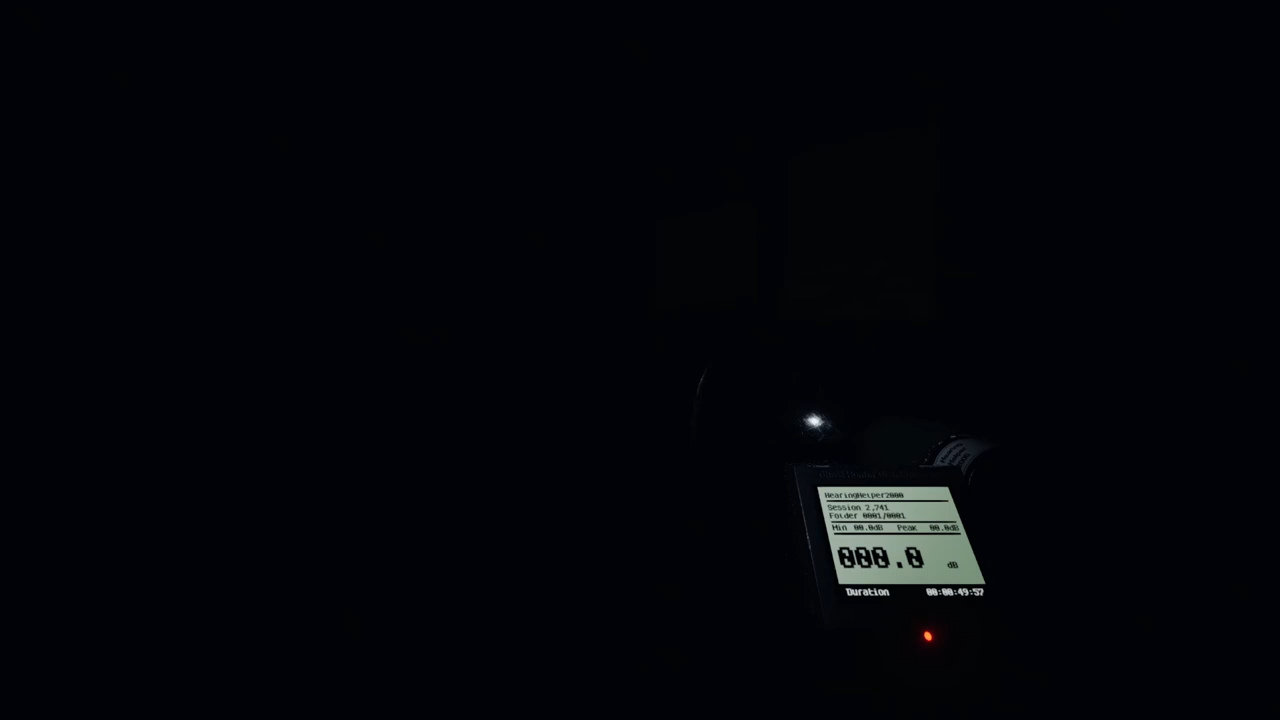 HearingHelper2000
Session 2,741
Folder 0001/0001
Min 00.0dB Peak 00.0dB
000.0 dB
Duration 00:00:49:57